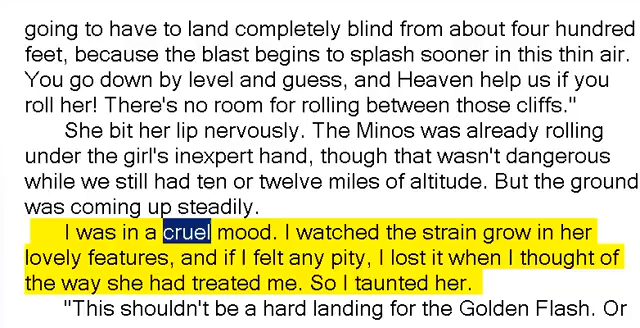 going to have to land completely blind from about four hundred
feet, because the blast begins to splash sooner in this thin air.
You go down by level and guess, and Heaven help us if you
roll her! There's no room for rolling between those cliffs."
She bit her lip nervously. The Minos was already rolling
under the girl's inexpert hand, though that wasn't dangerous
while we still had ten or twelve miles of altitude. But the ground
was coming up steadily.
I was in a cruel mood. I watched the strain grow in her
lovely features, and if I felt any pity, I lost it when I thought of
the way she had treated me. So I taunted her.
"This shouldn't be a hard landing for the Golden Flash. Or